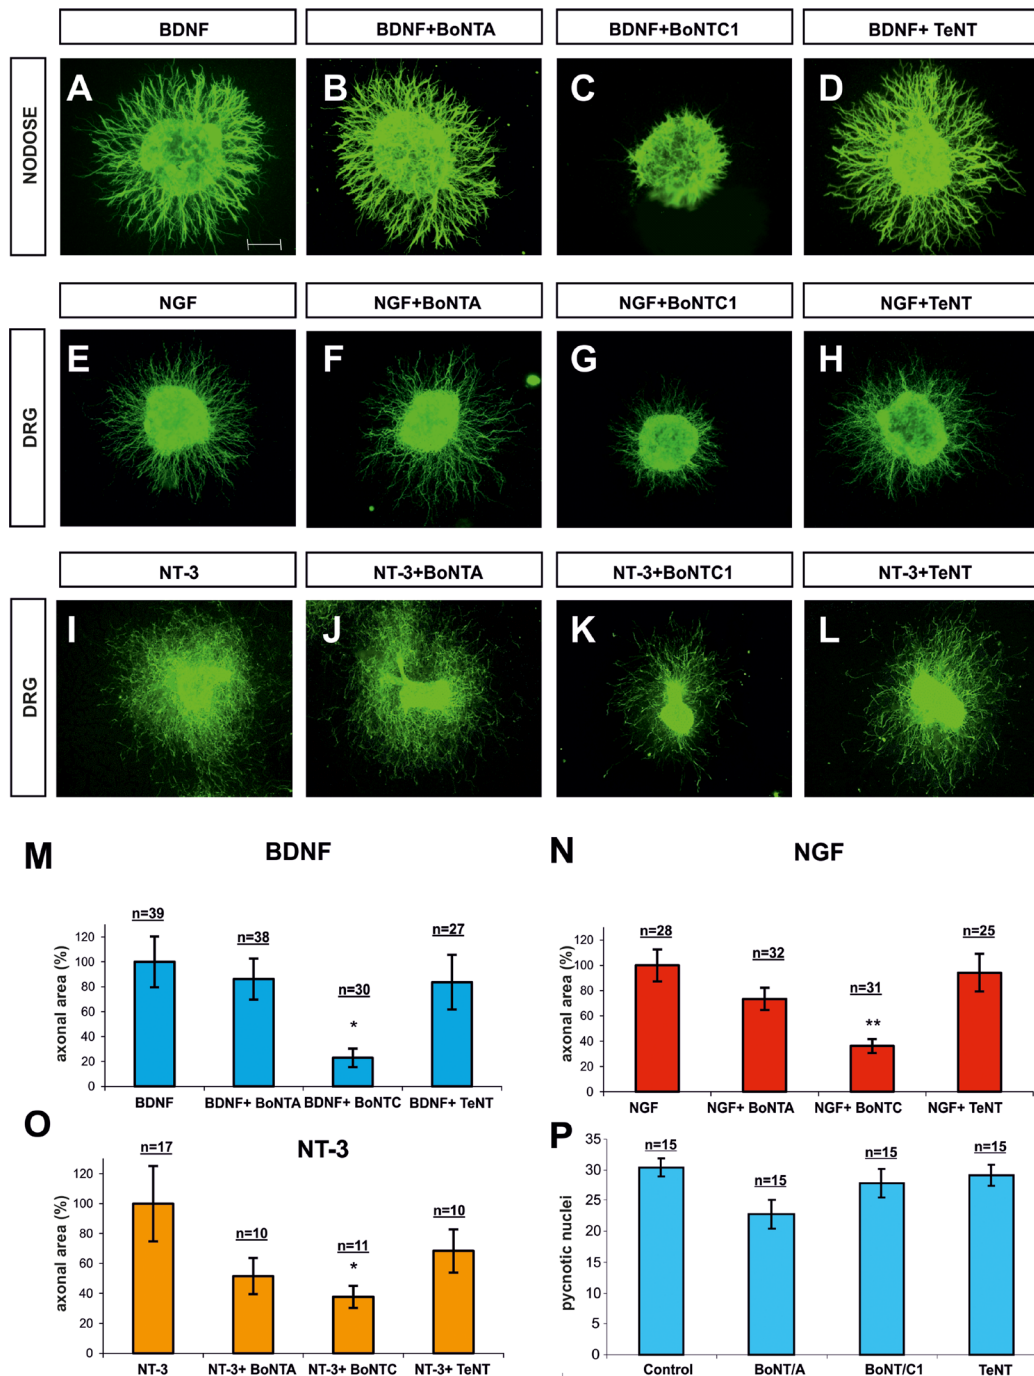 BDNF BDNF+BoNTA BDNF+BoNTC1 BDNF+ TeNT
NODOSE
A B C D
NGF NGF+BoNTA NGF+BoNTC1 NGF+TeNT
DRG
E F G H
NT-3 NT-3+BoNTA NT-3+BoNTC1 NT-3+TeNT
DRG
I J K L
M BDNF
axonal area (%)
120
100
80
60
40
20
0
n=39 n=38 n=30 n=27
*
BDNF BDNF+ BoNTA BDNF+ BoNTC BDNF+ TeNT
N NGF
axonal area (%)
120
100
80
60
40
20
0
n=28 n=32 n=31 n=25
**
NGF NGF+ BoNTA NGF+ BoNTC NGF+ TeNT
O NT-3
axonal area (%)
120
100
80
60
40
20
0
n=17 n=10 n=11 n=10
*
NT-3 NT-3+ BoNTA NT-3+ BoNTC NT-3+ TeNT
P
pycnotic nuclei
35
30
25
20
15
10
5
0
n=15 n=15 n=15 n=15
Control BoNT/A BoNT/C1 TeNT